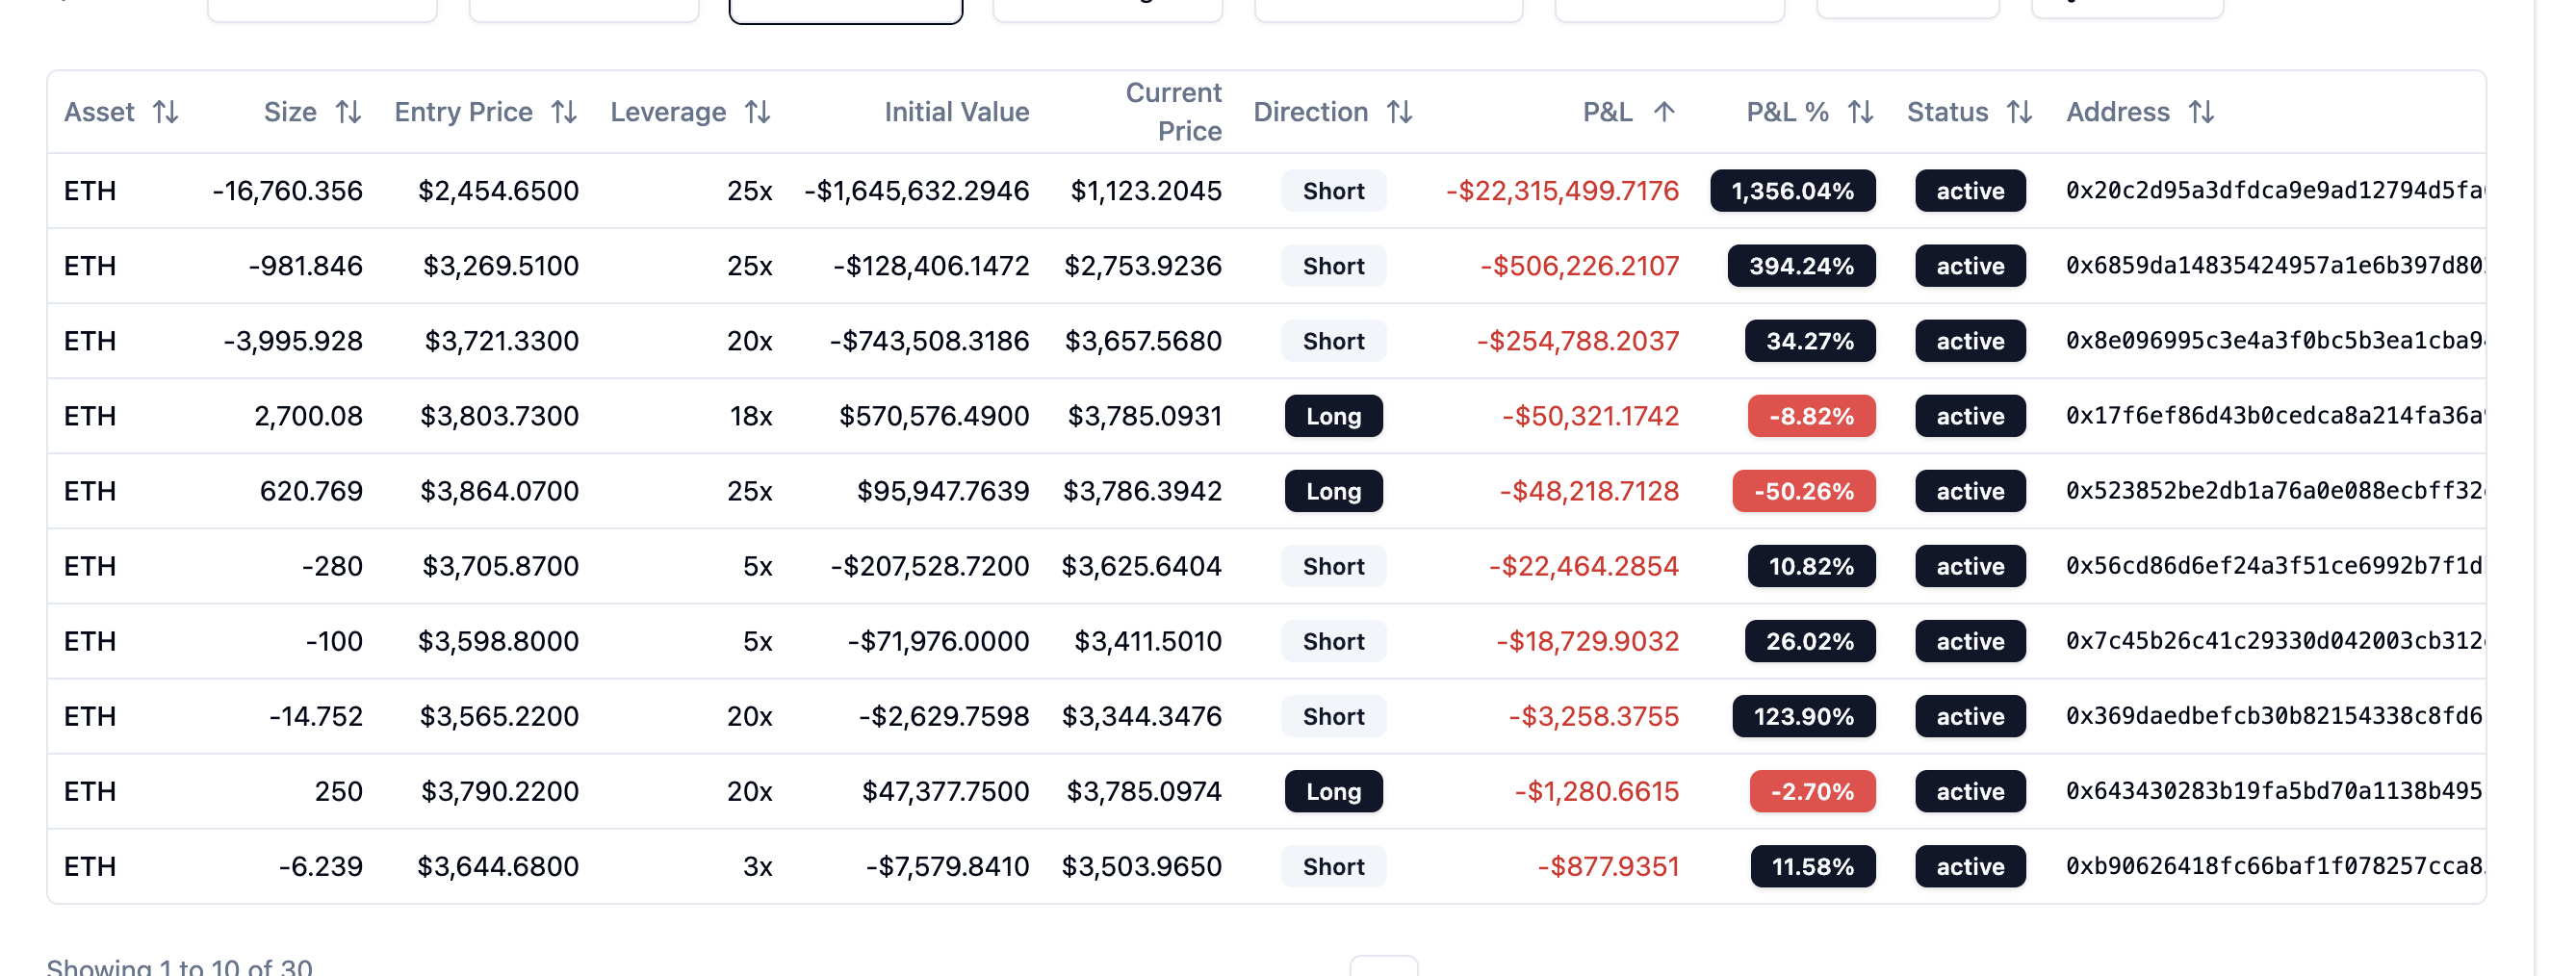 Asset Size Entry Price Leverage Initial Value Current Price Direction P&L P&L % Status Address
ETH -16,760.356 $2,454.6500 25x -$1,645,632.2946 $1,123.2045 Short -$22,315,499.7176 1,356.04% active 0x20c2d95a3dfdca9e9ad12794d5fa
ETH -981.846 $3,269.5100 25x -$128,406.1472 $2,753.9236 Short -$506,226.2107 394.24% active 0x6859da14835424957a1e6b397d80
ETH -3,995.928 $3,721.3300 20x -$743,508.3186 $3,657.5680 Short -$254,788.2037 34.27% active 0x8e096995c3e4a3f0bc5b3ea1cba9
ETH 2,700.08 $3,803.7300 18x $570,576.4900 $3,785.0931 Long -$50,321.1742 -8.82% active 0x17f6ef86d43b0cedca8a214fa36a
ETH 620.769 $3,864.0700 25x $95,947.7639 $3,786.3942 Long -$48,218.7128 -50.26% active 0x523852be2db1a76a0e088ecbff32
ETH -280 $3,705.8700 5x -$207,528.7200 $3,625.6404 Short -$22,464.2854 10.82% active 0x56cd86d6ef24a3f51ce6992b7f1d
ETH -100 $3,598.8000 5x -$71,976.0000 $3,411.5010 Short -$18,729.9032 26.02% active 0x7c45b26c41c29330d042003cb312
ETH -14.752 $3,565.2200 20x -$2,629.7598 $3,344.3476 Short -$3,258.3755 123.90% active 0x369daedbefcb30b82154338c8fd6
ETH 250 $3,790.2200 20x $47,377.7500 $3,785.0974 Long -$1,280.6615 -2.70% active 0x643430283b19fa5bd70a1138b495
ETH -6.239 $3,644.6800 3x -$7,579.8410 $3,503.9650 Short -$877.9351 11.58% active 0xb90626418fc66baf1f078257cca8
Showing 1 to 10 of 30